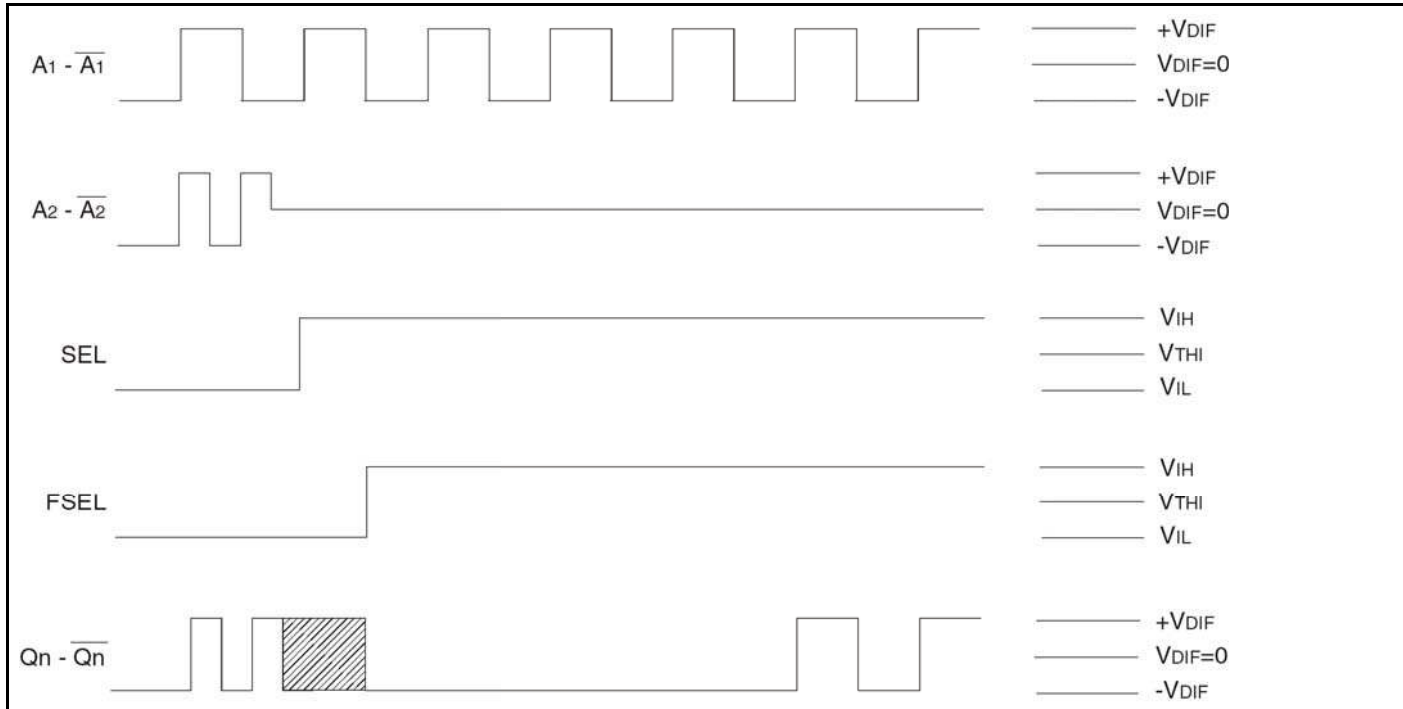 A1 - A1
+VDIF
VDIF=0
-VDIF
A2 - A2
+VDIF
VDIF=0
-VDIF
SEL
VIH
VTHI
VIL
FSEL
VIH
VTHI
VIL
Qn - Qn
+VDIF
VDIF=0
-VDIF